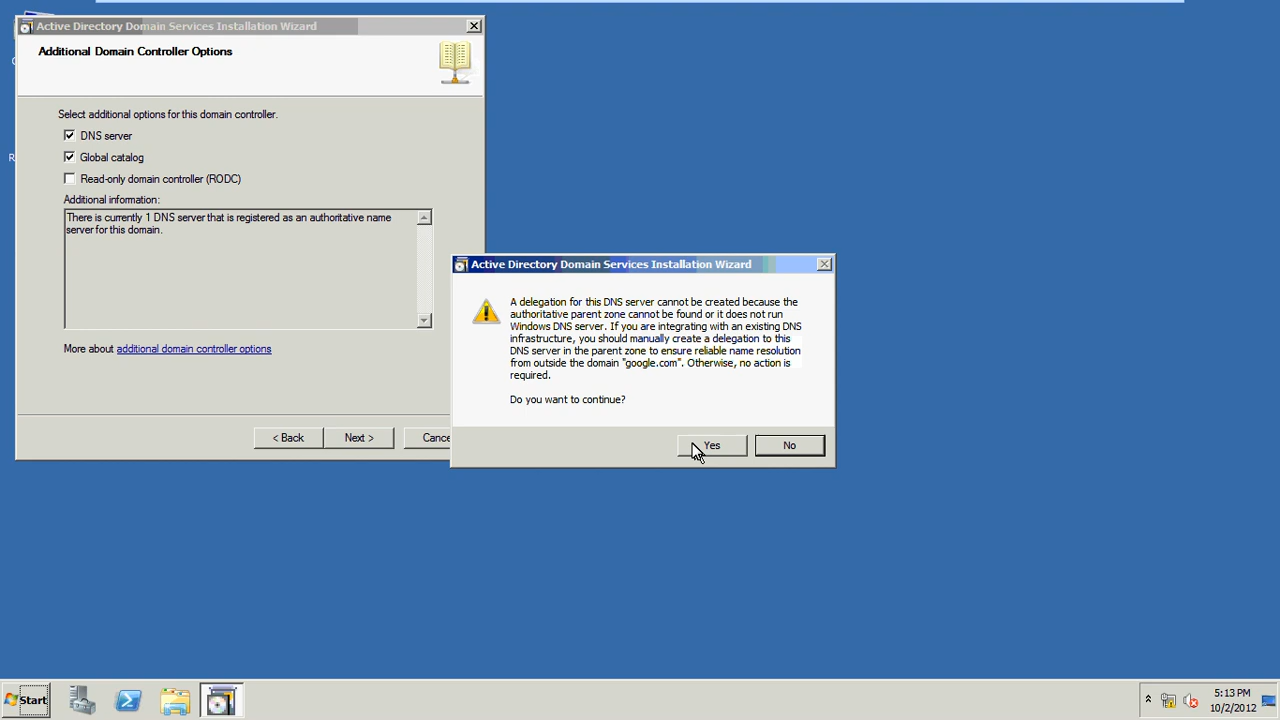 Active Directory Domain Services Installation Wizard
Additional Domain Controller Options
Select additional options for this domain controller.
DNS server
Global catalog
Read-only domain controller (RODC)
Additional information:
There is currently 1 DNS server that is registered as an authoritative name
server for this domain.
More about additional domain controller options
< Back
Next >
Cance
Active Directory Domain Services Installation Wizard
A delegation for this DNS server cannot be created because the
authoritative parent zone cannot be found or it does not run
Windows DNS server. If you are integrating with an existing DNS
infrastructure, you should manually create a delegation to this
DNS server in the parent zone to ensure reliable name resolution
from outside the domain "google.com". Otherwise, no action is
required.
Do you want to continue?
Yes
No
Start
5:13 PM
10/2/2012